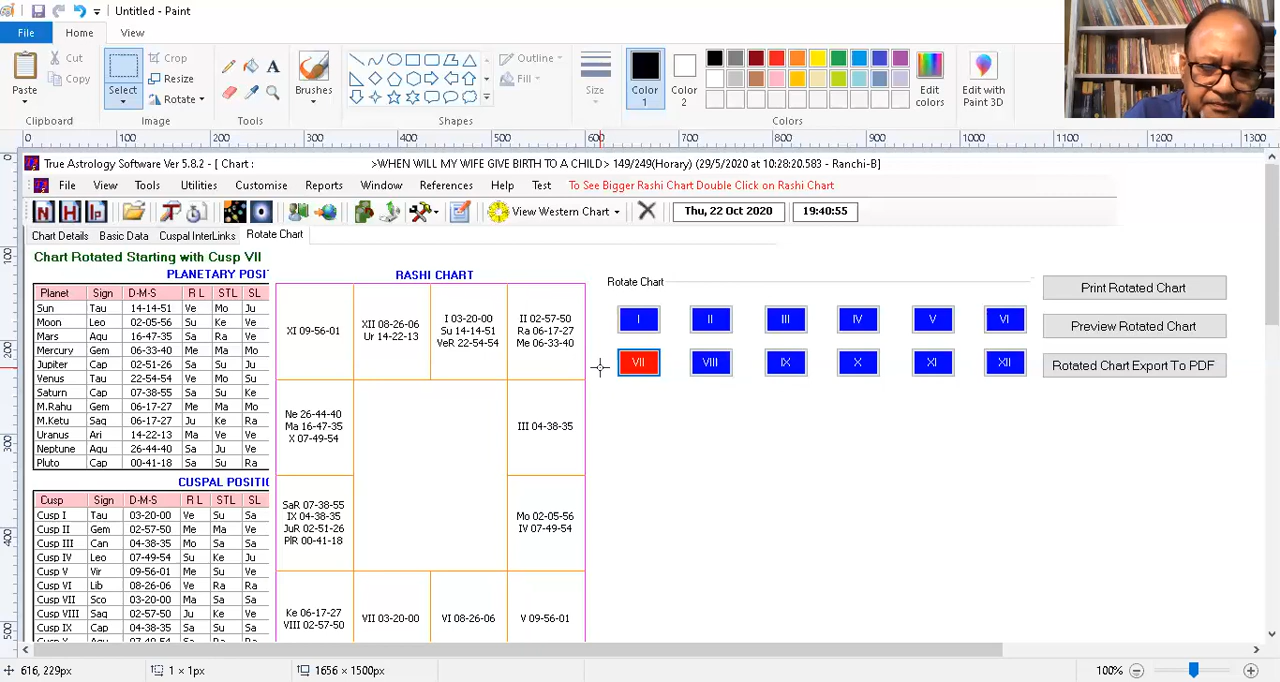 Untitled - Paint
File Home View
Cut
Copy
Paste
Clipboard
Select
Crop
Resize
Rotate
Image
Tools
Brushes
Shapes
Outline
Fill
Size
Color 1
Color 2
Colors
Edit colors
Edit with Paint 3D
0 100 200 300 400 500 600 700 800 900 1000 1100 1200 1300
True Astrology Software Ver 5.8.2 - [ Chart : >WHEN WILL MY WIFE GIVE BIRTH TO A CHILD> 149/249(Horary) (29/5/2020 at 10:28:20.583 - Ranchi-B]
File View Tools Utilities Customise Reports Window References Help Test To See Bigger Rashi Chart Double Click on Rashi Chart
N H Ip View Western Chart Thu, 22 Oct 2020 19:40:55
Chart Details Basic Data Cuspal InterLinks Rotate Chart
Chart Rotated Starting with Cusp VII
PLANETARY POSI
Planet Sign D-M-S R L STL SL
Sun Tau 14-14-51 Ve Mo Ju
Moon Leo 02-05-56 Su Ke Ve
Mars Aqu 16-47-35 Sa Ra Ve
Mercury Gem 06-33-40 Me Ma Mo
Jupiter Cap 02-51-26 Sa Su Ju
Venus Tau 22-54-54 Ve Mo Su
Saturn Cap 07-38-55 Sa Su Ke
M.Rahu Gem 06-17-27 Me Ma Mo
M.Ketu Sag 06-17-27 Ju Ke Ra
Uranus Ari 14-22-13 Ma Ve Ve
Neptune Aqu 26-44-40 Sa Ju Ve
Pluto Cap 00-41-18 Sa Su Ra
CUSPAL POSITIO
Cusp Sign D-M-S R L STL SL
Cusp I Tau 03-20-00 Ve Su Sa
Cusp II Gem 02-57-50 Me Ma Ve
Cusp III Can 04-38-35 Mo Sa Sa
Cusp IV Leo 07-49-54 Su Ke Ju
Cusp V Vir 09-56-01 Me Su Ve
Cusp VI Lib 08-26-06 Ve Ra Ra
Cusp VII Sco 03-20-00 Ma Sa Sa
Cusp VIII Sag 02-57-50 Ju Ke Ve
Cusp IX Cap 04-38-35 Sa Su Sa
RASHI CHART
XI 09-56-01
XII 08-26-06
Ur 14-22-13
I 03-20-00
Su 14-14-51
VeR 22-54-54
II 02-57-50
Ra 06-17-27
Me 06-33-40
Ne 26-44-40
Ma 16-47-35
X 07-49-54
III 04-38-35
SaR 07-38-55
IX 04-38-35
JuR 02-51-26
PlR 00-41-18
Mo 02-05-56
IV 07-49-54
Ke 06-17-27
VIII 02-57-50
VII 03-20-00
VI 08-26-06
V 09-56-01
Rotate Chart
I II III IV V VI
VII VIII IX X XI XII
Print Rotated Chart
Preview Rotated Chart
Rotated Chart Export To PDF
616, 229px 1 × 1px 1656 × 1500px 100%